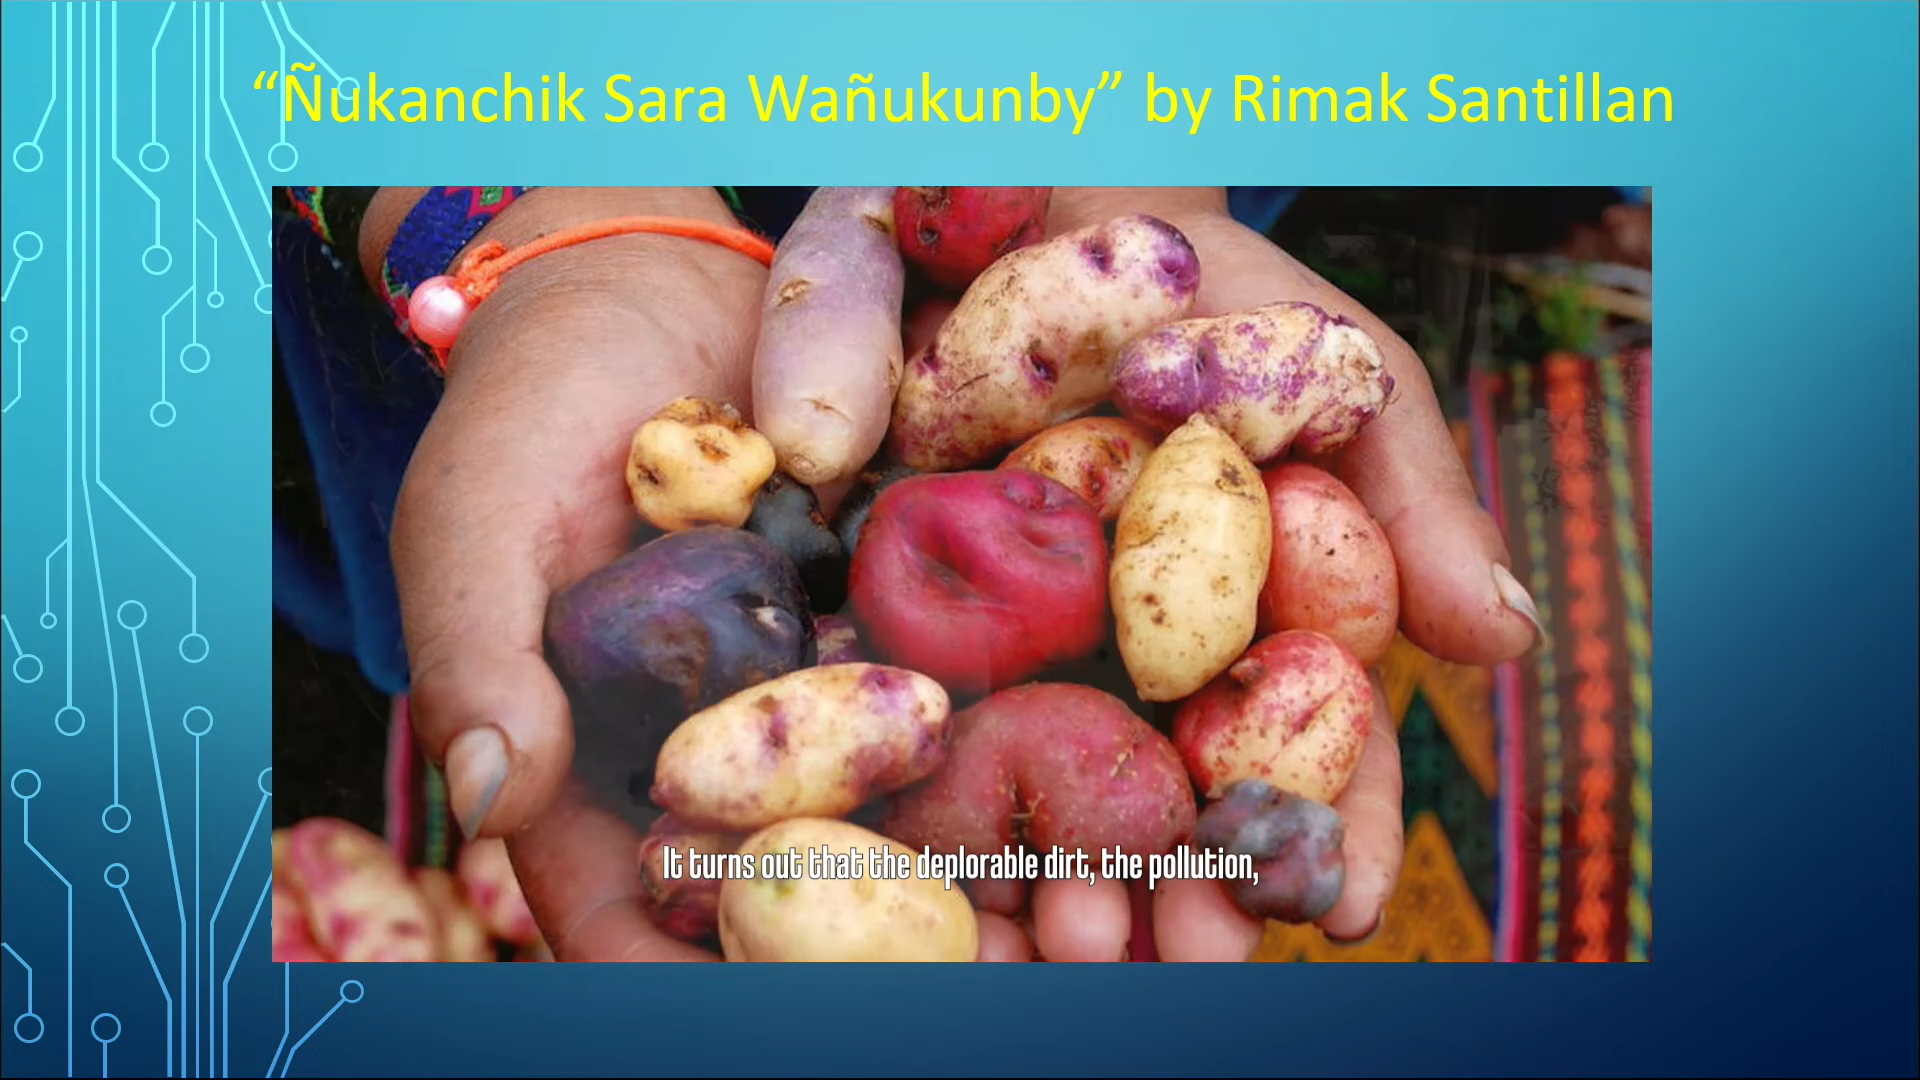 “Ñukanchik Sara Wañukunby” by Rimak Santillan
It turns out that the deplorable dirt, the pollution,